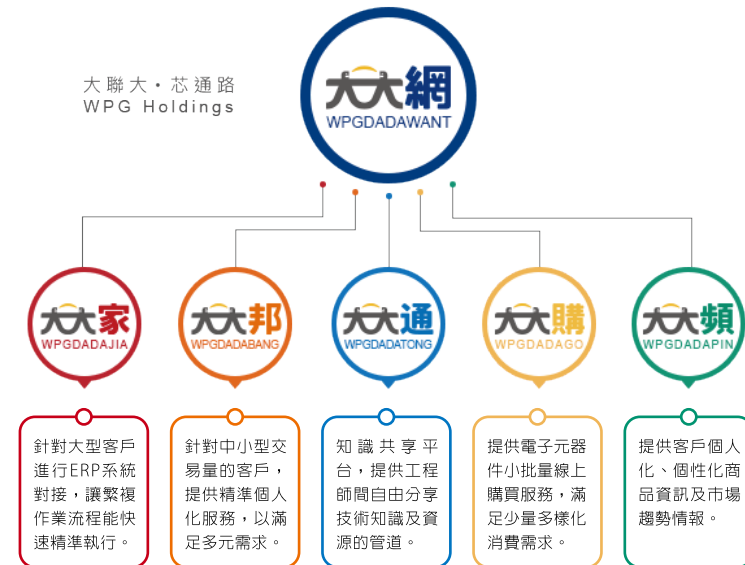 大聯大・芯通路
WPG Holdings
大大網
WPGDADAWANT
大大家
WPGDADAJIA
大大邦
WPGDADABANG
大大通
WPGDADATONG
大大購
WPGDADAGO
大大頻
WPGDADAPIN
針對大型客戶
進行ERP系統
對接，讓繁複
作業流程能快
速精準執行。
針對中小型交
易量的客戶，
提供精準個人
化服務，以滿
足多元需求。
知識共享平
台，提供工程
師間自由分享
技術知識及資
源的管道。
提供電子元器
件小批量線上
購買服務，滿
足少量多樣化
消費需求。
提供客戶個人
化、個性化商
品資訊及市場
趨勢情報。